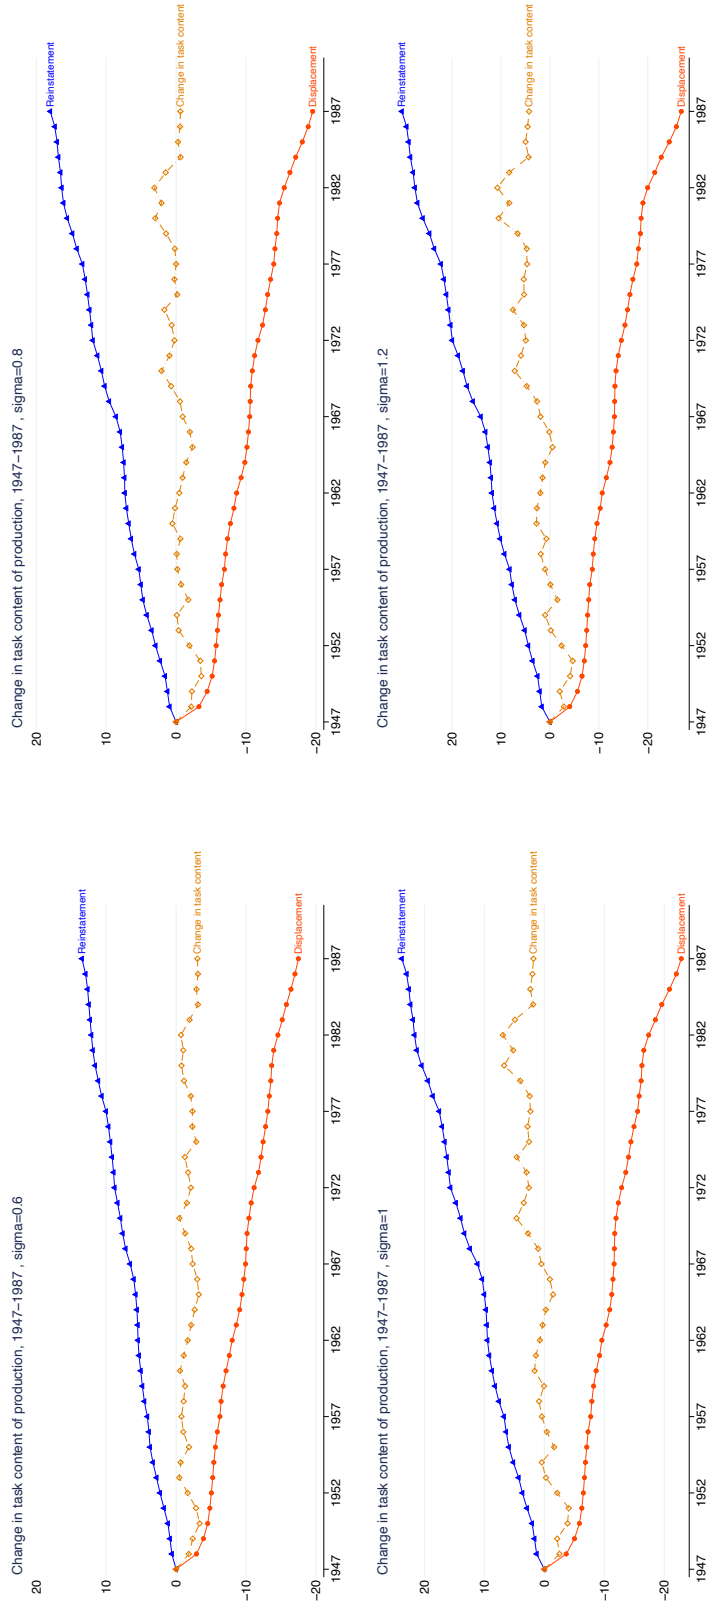 Change in task content of production, 1947−1987 , sigma=0.6
20
10
0
−10
−20
Reinstatement
Change in task content
Displacement
1947 1952 1957 1962 1967 1972 1977 1982 1987
Change in task content of production, 1947−1987 , sigma=0.8
20
10
0
−10
−20
Reinstatement
Change in task content
Displacement
1947 1952 1957 1962 1967 1972 1977 1982 1987
Change in task content of production, 1947−1987 , sigma=1
20
10
0
−10
−20
Reinstatement
Change in task content
Displacement
1947 1952 1957 1962 1967 1972 1977 1982 1987
Change in task content of production, 1947−1987 , sigma=1.2
20
10
0
−10
−20
Reinstatement
Change in task content
Displacement
1947 1952 1957 1962 1967 1972 1977 1982 1987